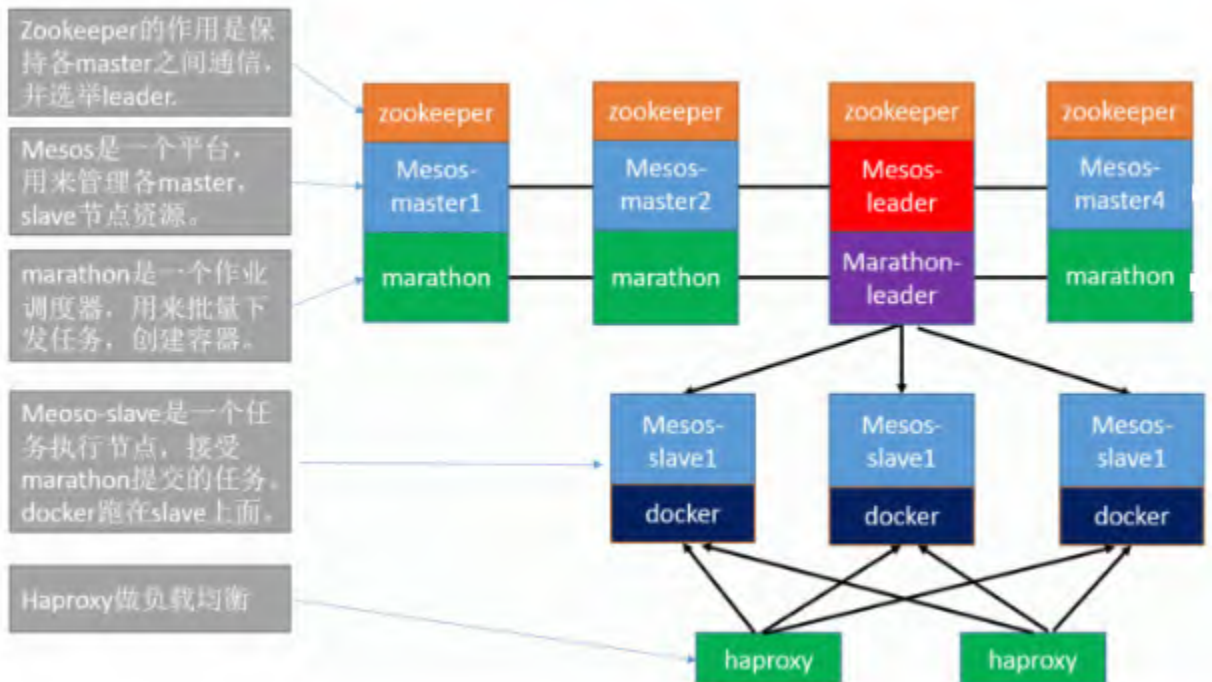 Zookeeper的作用是保
持各master之间通信，
并选举leader.
Mesos是一个平台，
用来管理各master，
slave节点资源。
marathon是一个作业
调度器，用来批量下
发任务，创建容器。
Meoso-slave是一个任
务执行节点，接受
marathon提交的任务。
docker跑在slave上面。
Haproxy做负载均衡
zookeeper
Mesos-
master1
marathon
zookeeper
Mesos-
master2
marathon
zookeeper
Mesos-
leader
Marathon-
leader
zookeeper
Mesos-
master4
marathon
Mesos-
slave1
docker
Mesos-
slave1
docker
Mesos-
slave1
docker
haproxy
haproxy